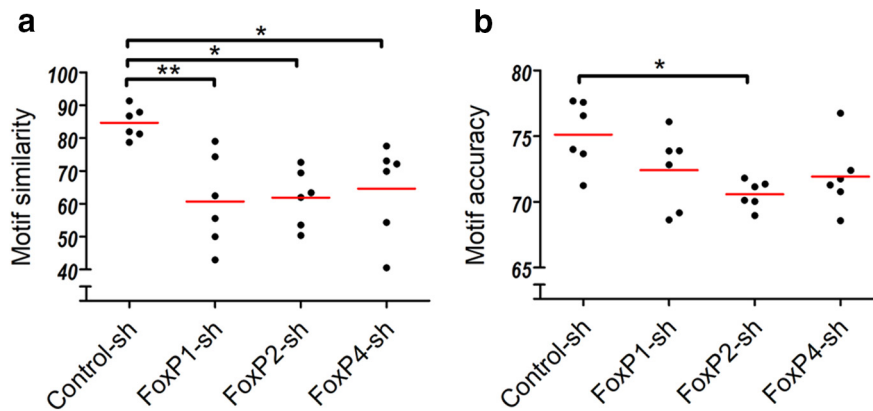 a
*
*
**
Motif similarity
100
90
80
70
60
50
40
Control-sh
FoxP1-sh
FoxP2-sh
FoxP4-sh
b
*
Motif accuracy
80
75
70
65
Control-sh
FoxP1-sh
FoxP2-sh
FoxP4-sh